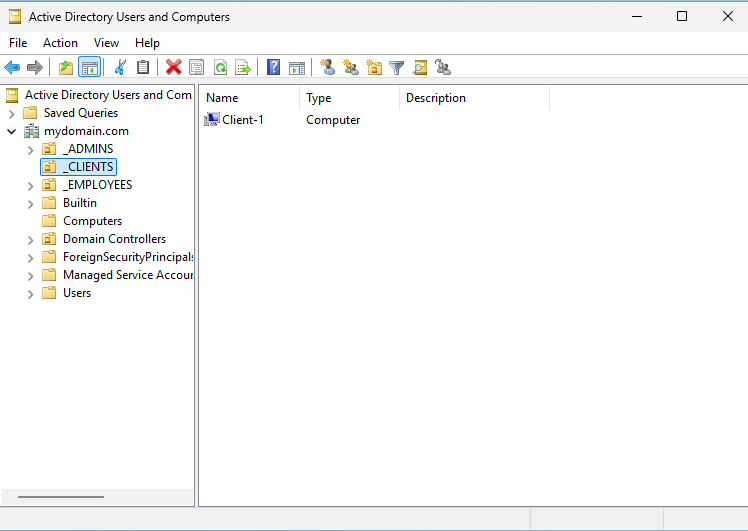 Active Directory Users and Computers
File Action View Help
Active Directory Users and Com
Saved Queries
mydomain.com
_ADMINS
_CLIENTS
_EMPLOYEES
Builtin
Computers
Domain Controllers
ForeignSecurityPrincipals
Managed Service Accour
Users
Name Type Description
Client-1 Computer